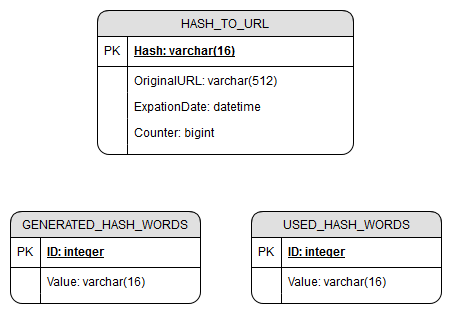 HASH_TO_URL
PK Hash: varchar(16)
OriginalURL: varchar(512)
ExpationDate: datetime
Counter: bigint
GENERATED_HASH_WORDS
PK ID: integer
Value: varchar(16)
USED_HASH_WORDS
PK ID: integer
Value: varchar(16)